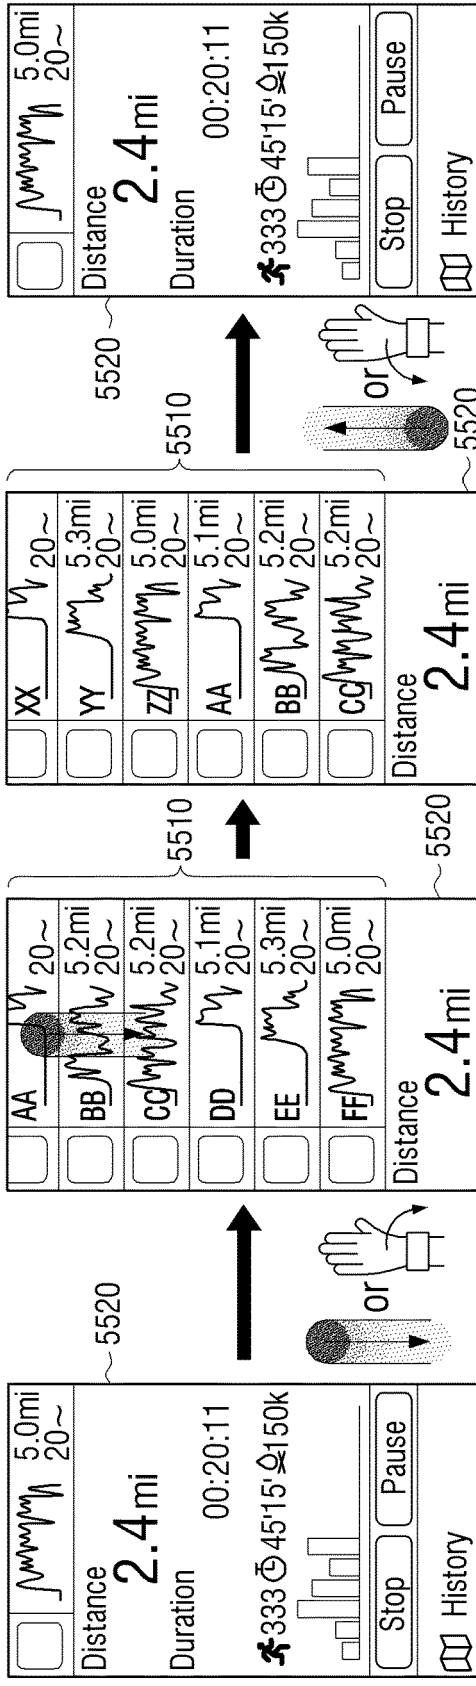 5520
5.0mi
20~
Distance
2.4mi
Duration
00:20:11
333 45'15' 150k
Stop Pause
History
or
5510
AA 20~
BB 5.2mi
20~
CC 5.2mi
20~
DD 5.1mi
20~
EE 5.3mi
20~
FF 5.0mi
20~
Distance
2.4mi
5520
5510
XX 20~
YY 5.3mi
20~
ZZ 5.0mi
20~
AA 5.1mi
20~
BB 5.2mi
20~
CC 5.2mi
20~
Distance
2.4mi
5520
or
5520
5.0mi
20~
Distance
2.4mi
Duration
00:20:11
333 45'15' 150k
Stop Pause
History